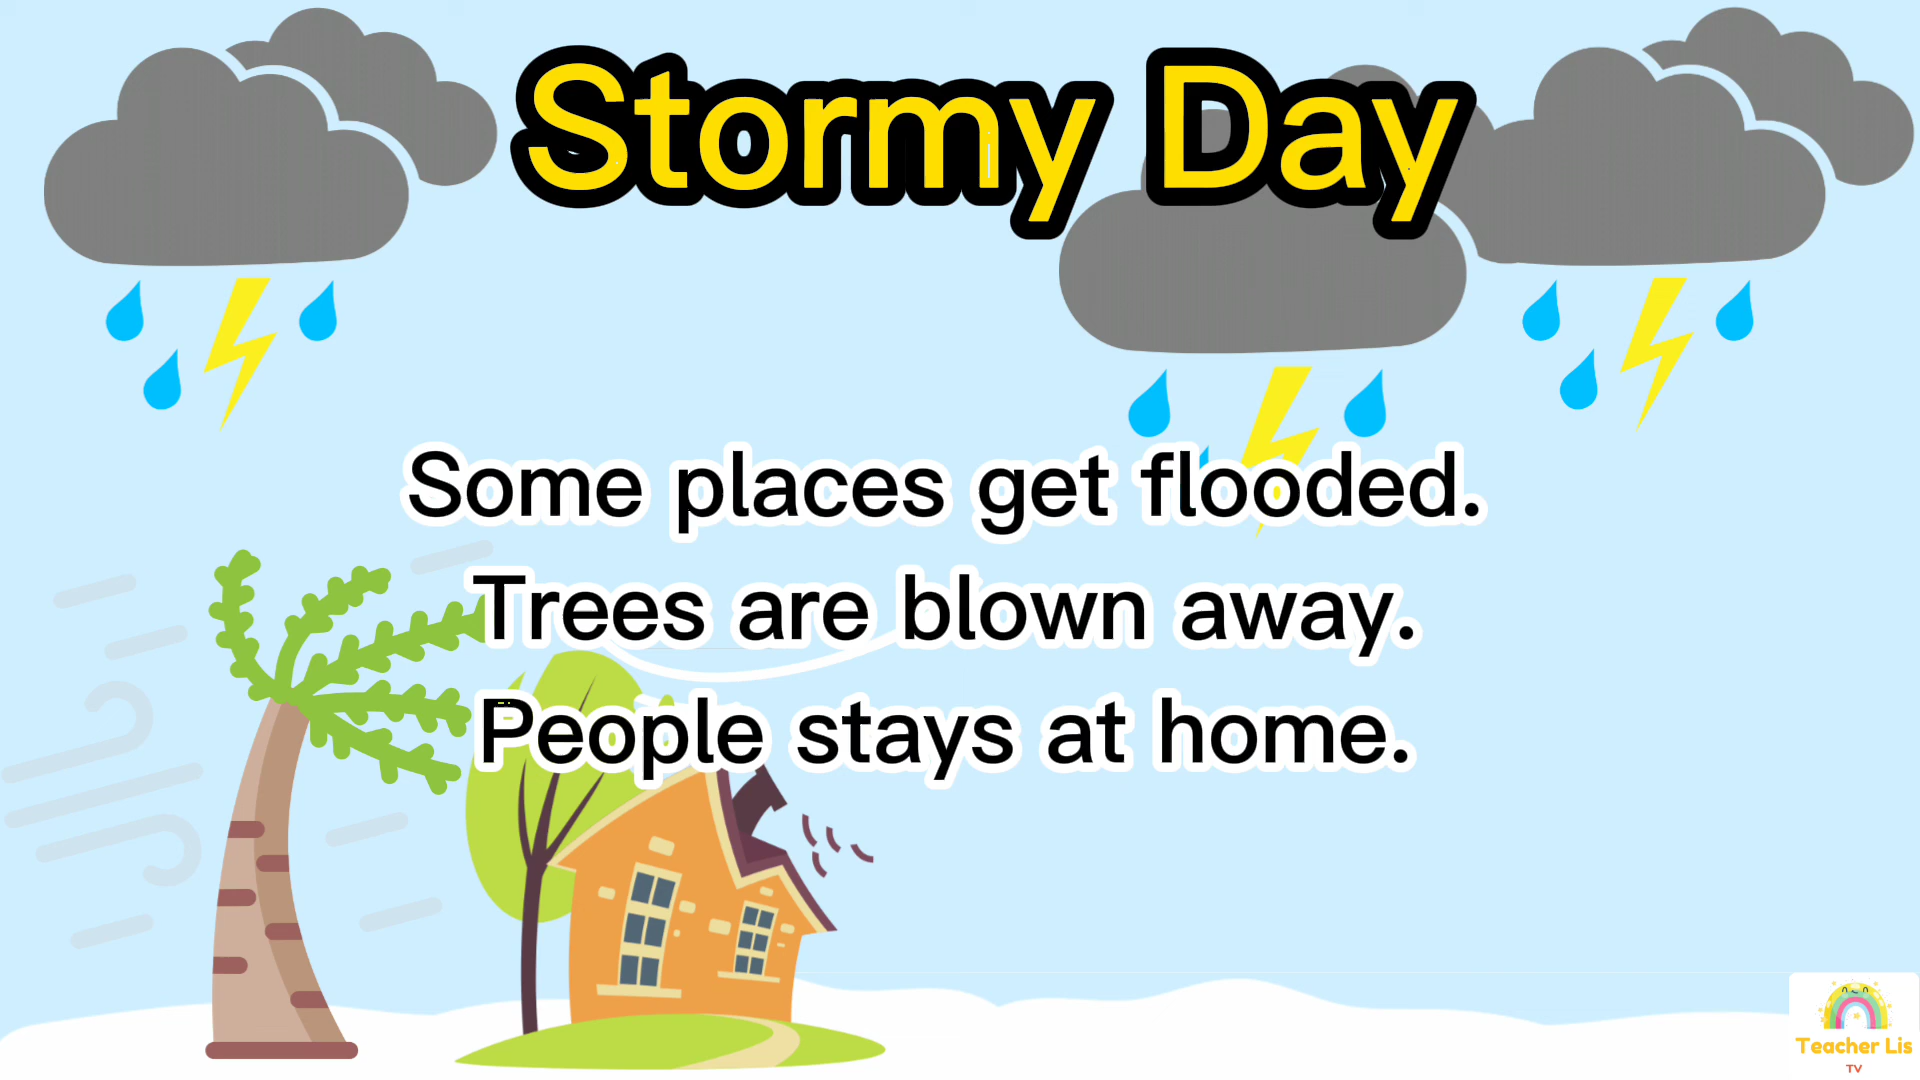 Stormy Day
Some places get flooded.
Trees are blown away.
People stays at home.
Teacher Lis
TV